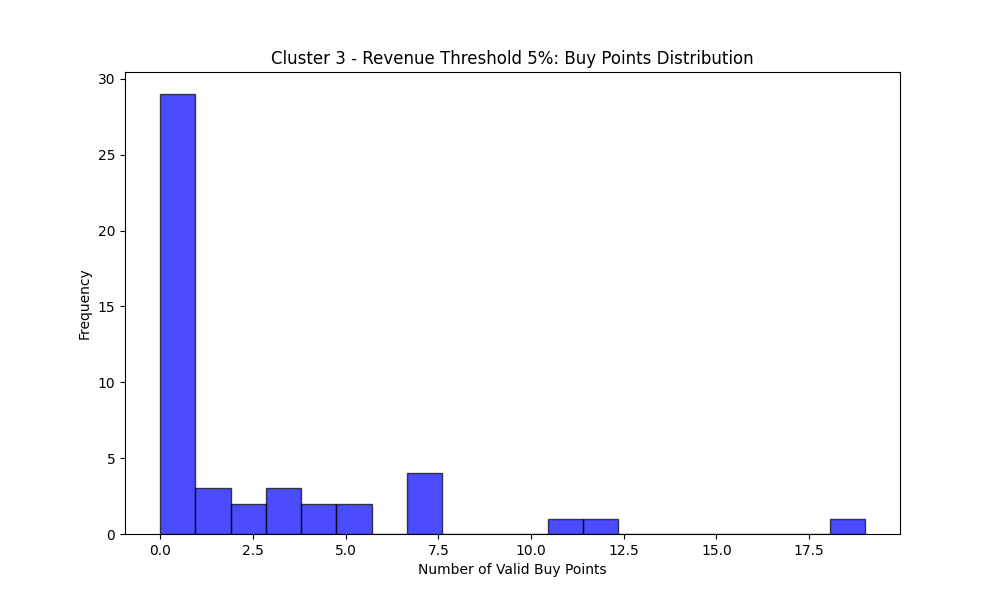 Cluster 3 - Revenue Threshold 5%: Buy Points Distribution
30
25
20
15
10
5
0
Frequency
0.0 2.5 5.0 7.5 10.0 12.5 15.0 17.5
Number of Valid Buy Points